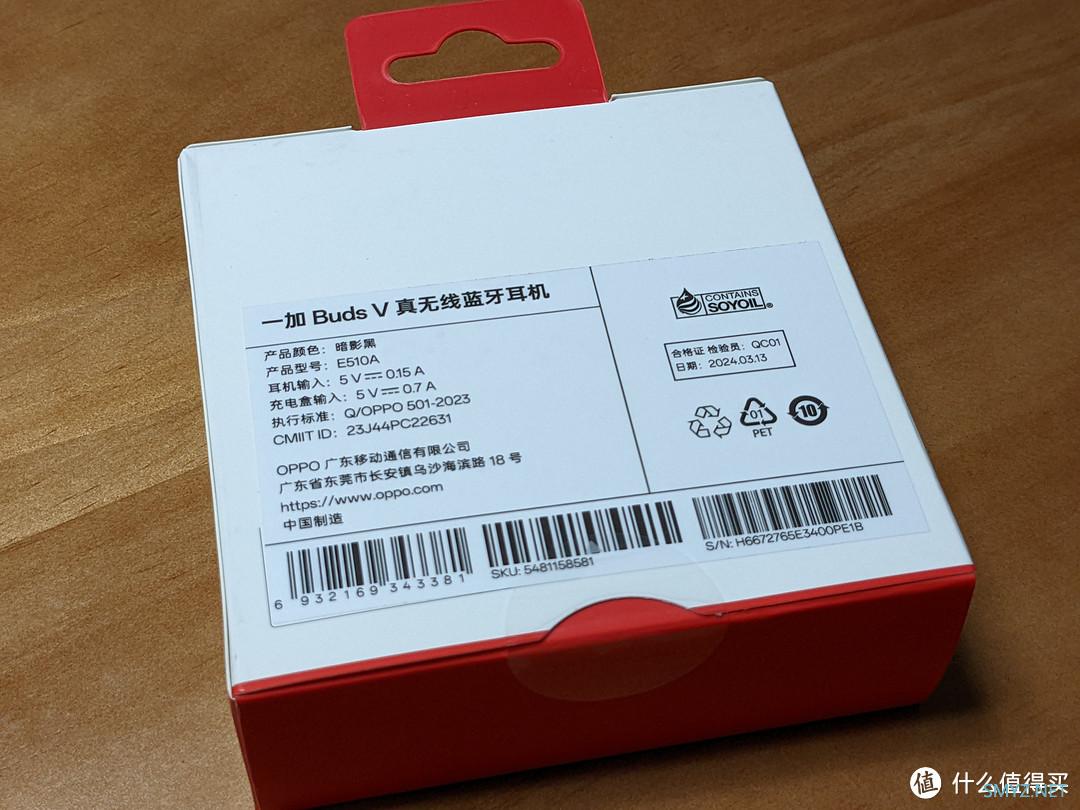 一加 Buds V 真无线蓝牙耳机
产品颜色：暗影黑
产品型号：E510A
耳机输入：5 V⎓0.15 A
充电盒输入：5 V⎓0.7 A
执行标准：Q/OPPO 501-2023
CMIIT ID：23J44PC22631
OPPO 广东移动通信有限公司
广东省东莞市长安镇乌沙海滨路 18 号
https://www.oppo.com
中国制造
CONTAINS
SOYOIL®
合格证 检验员：QC01
日期：2024.03.13
01
PET
10
6 932169 343381
SKU: 5481158581
S/N: H6672765E3400PE1B
值 什么值得买
SMYZ.NET